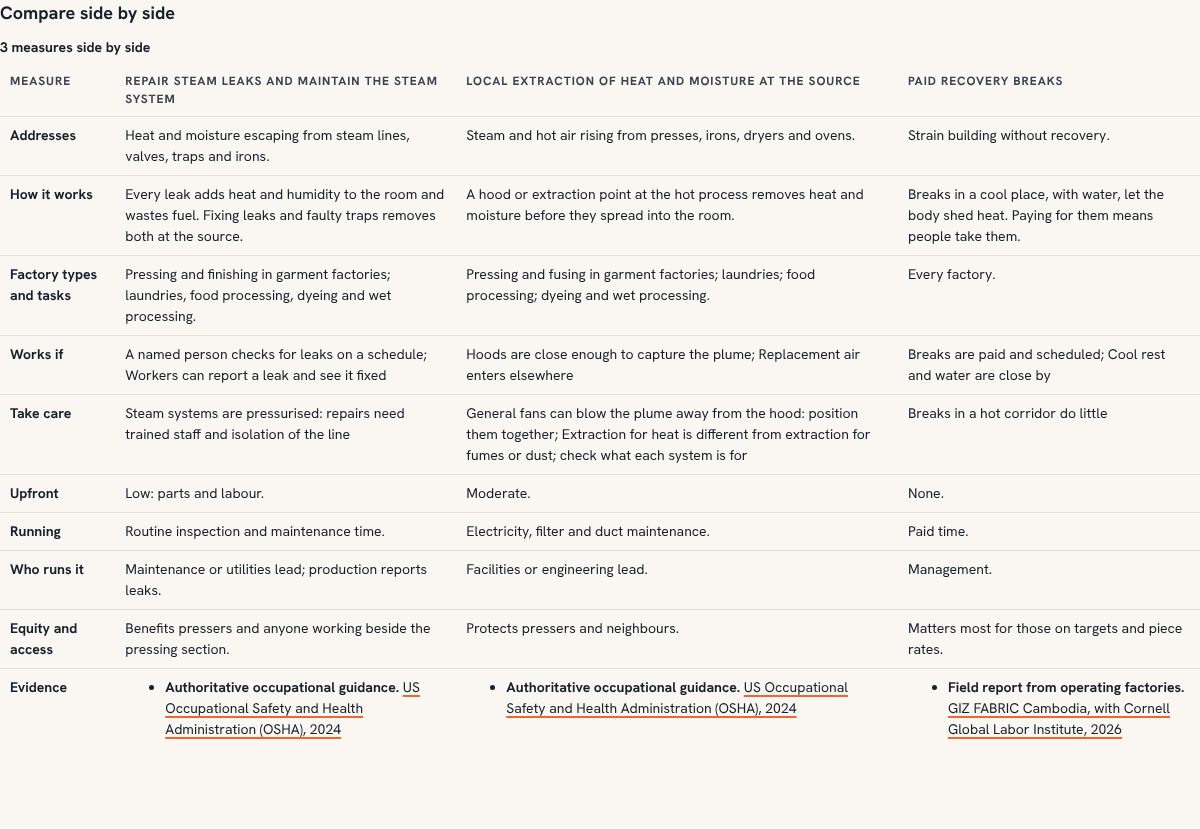 Compare side by side
3 measures side by side
MEASURE
REPAIR STEAM LEAKS AND MAINTAIN THE STEAM
SYSTEM
LOCAL EXTRACTION OF HEAT AND MOISTURE AT THE SOURCE
PAID RECOVERY BREAKS
Addresses
Heat and moisture escaping from steam lines,
valves, traps and irons.
Steam and hot air rising from presses, irons, dryers and ovens.
Strain building without recovery.
How it works
Every leak adds heat and humidity to the room and
wastes fuel. Fixing leaks and faulty traps removes
both at the source.
A hood or extraction point at the hot process removes heat and
moisture before they spread into the room.
Breaks in a cool place, with water, let the
body shed heat. Paying for them means
people take them.
Factory types
and tasks
Pressing and finishing in garment factories;
laundries, food processing, dyeing and wet
processing.
Pressing and fusing in garment factories; laundries; food
processing; dyeing and wet processing.
Every factory.
Works if
A named person checks for leaks on a schedule;
Workers can report a leak and see it fixed
Hoods are close enough to capture the plume; Replacement air
enters elsewhere
Breaks are paid and scheduled; Cool rest
and water are close by
Take care
Steam systems are pressurised: repairs need
trained staff and isolation of the line
General fans can blow the plume away from the hood: position
them together; Extraction for heat is different from extraction for
fumes or dust; check what each system is for
Breaks in a hot corridor do little
Upfront
Low: parts and labour.
Moderate.
None.
Running
Routine inspection and maintenance time.
Electricity, filter and duct maintenance.
Paid time.
Who runs it
Maintenance or utilities lead; production reports
leaks.
Facilities or engineering lead.
Management.
Equity and
access
Benefits pressers and anyone working beside the
pressing section.
Protects pressers and neighbours.
Matters most for those on targets and piece
rates.
Evidence
• Authoritative occupational guidance. US
Occupational Safety and Health
Administration (OSHA), 2024
• Authoritative occupational guidance. US Occupational
Safety and Health Administration (OSHA), 2024
• Field report from operating factories.
GIZ FABRIC Cambodia, with Cornell
Global Labor Institute, 2026